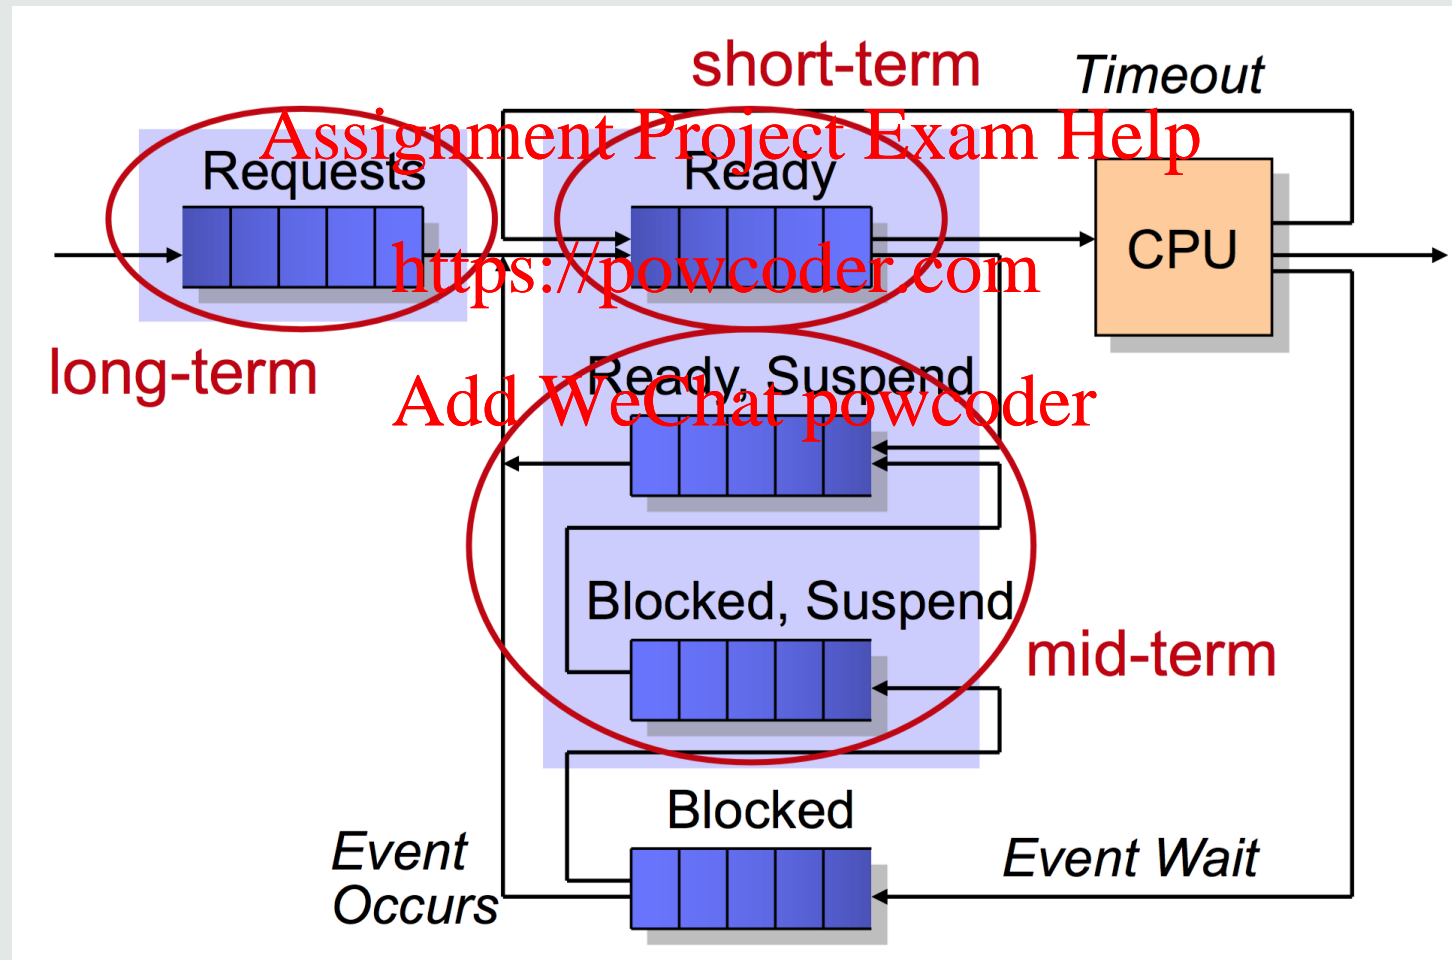 short-term
Timeout
Assignment Project Exam Help
Requests
Ready
CPU
https://powcoder.com
long-term
Ready, Suspend
Add WeChat powcoder
Blocked, Suspend
mid-term
Blocked
Event
Occurs
Event Wait